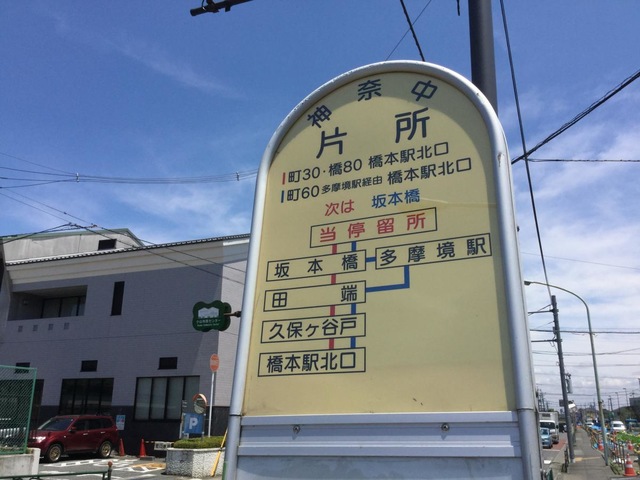 神奈中
片所
町30・橋80 橋本駅北口
町60 多摩境駅経由 橋本駅北口
次は 坂本橋
当停留所
坂本橋
多摩境駅
田端
久保ヶ谷戸
橋本駅北口
P